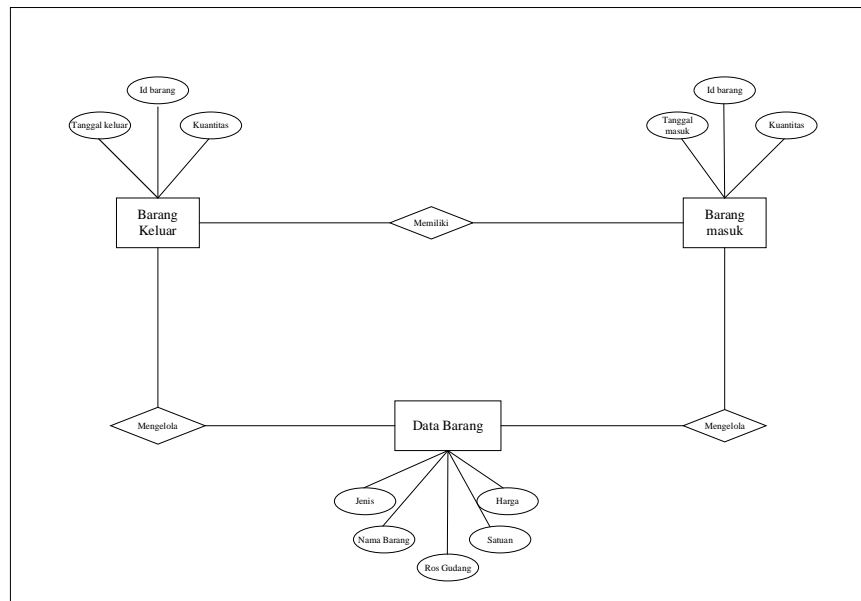 Id barang
Tanggal keluar
Kuantitas
Id barang
Tanggal
masuk
Kuantitas
Barang
Keluar
Memiliki
Barang
masuk
Mengelola
Data Barang
Mengelola
Jenis
Harga
Nama Barang
Satuan
Ros Gudang